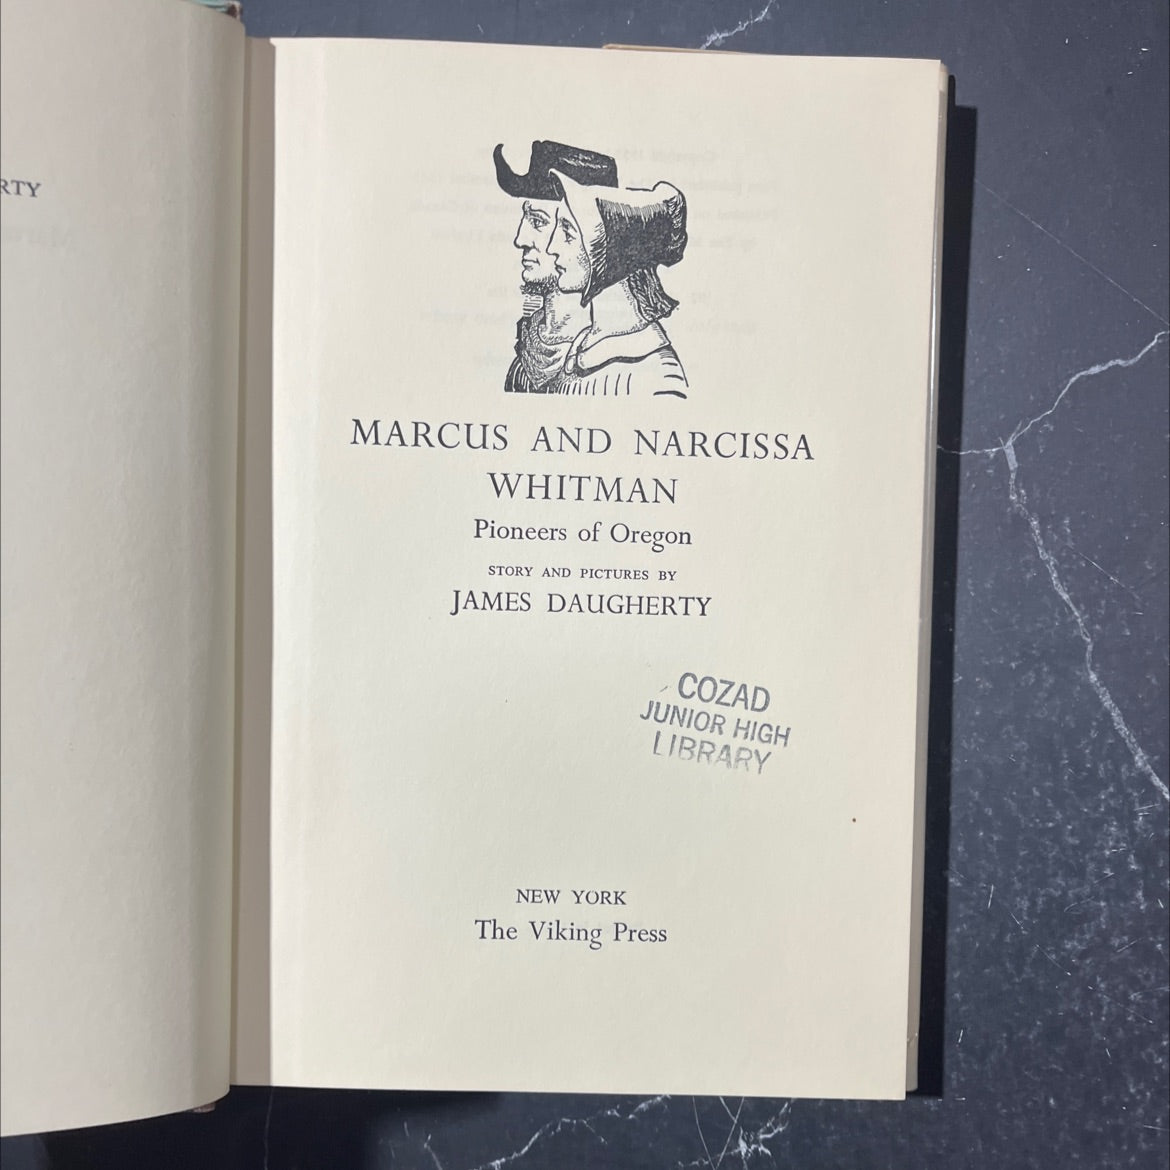 RTY
MARCUS AND NARCISSA
WHITMAN
Pioneers of Oregon
STORY AND PICTURES BY
JAMES DAUGHERTY
COZAD
JUNIOR HIGH
LIBRARY
NEW YORK
The Viking Press